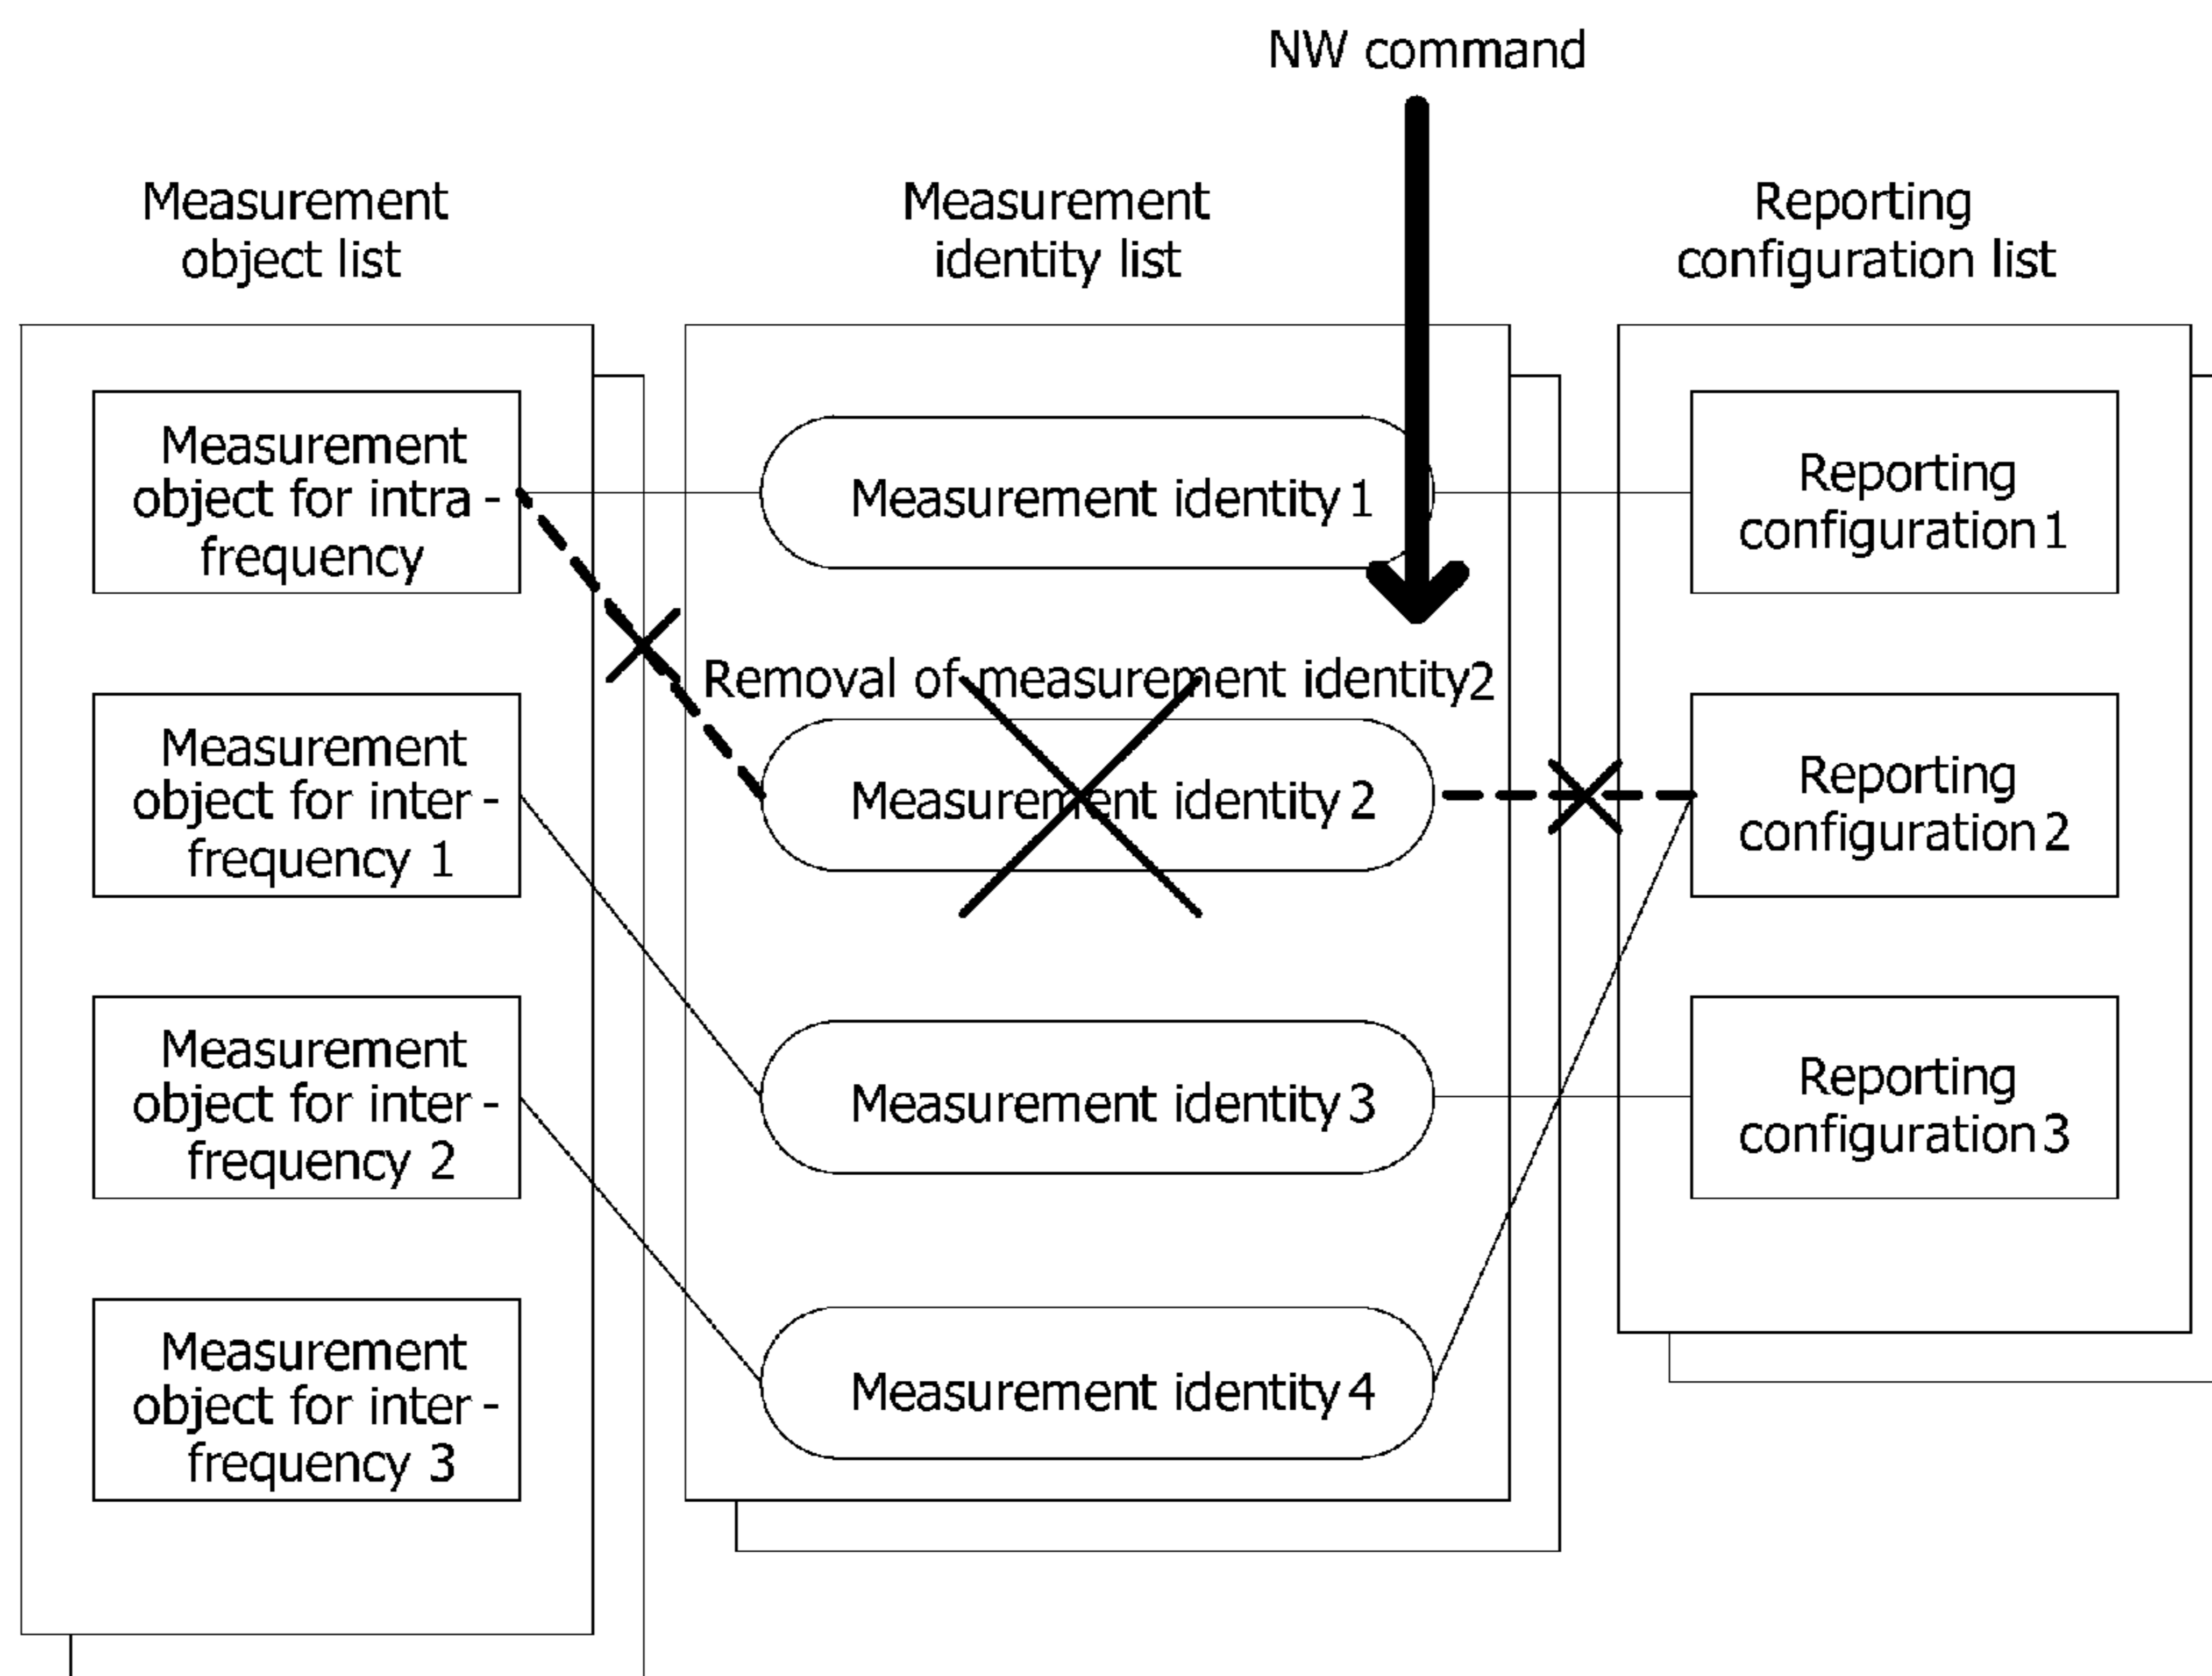 NW command
Measurement
object list
Measurement
identity list
Reporting
configuration list
Measurement
object for intra -
frequency
Measurement
object for inter -
frequency 1
Measurement
object for inter -
frequency 2
Measurement
object for inter -
frequency 3
Measurement identity 1
Removal of measurement identity2
Measurement identity 2
Measurement identity 3
Measurement identity 4
Reporting
configuration 1
Reporting
configuration 2
Reporting
configuration 3